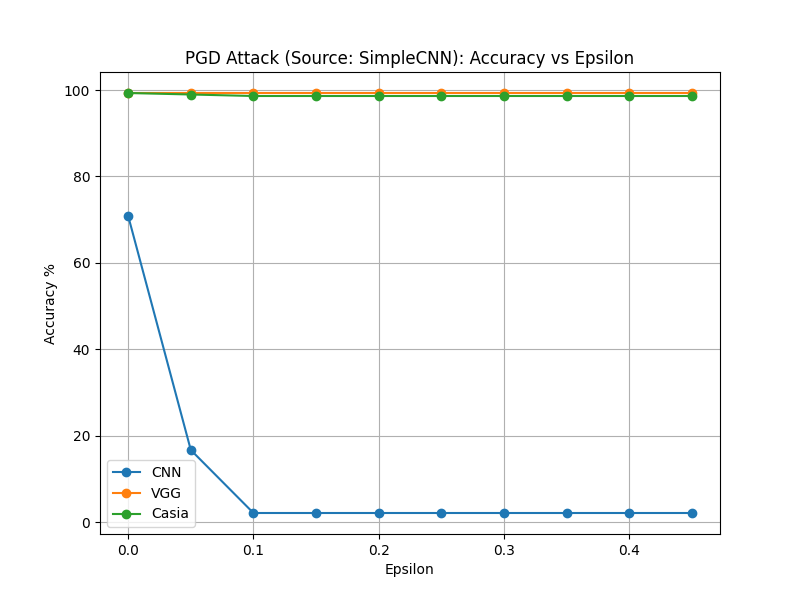 PGD Attack (Source: SimpleCNN): Accuracy vs Epsilon
Accuracy %
100
80
60
40
20
0
CNN
VGG
Casia
0.0
0.1
0.2
0.3
0.4
Epsilon